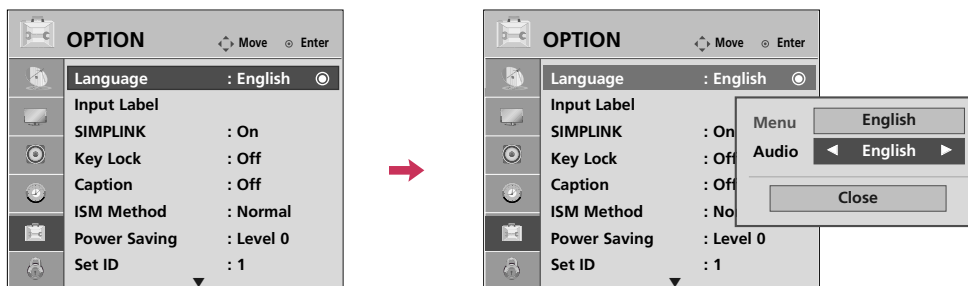 OPTION Move Enter
Language : English
Input Label
SIMPLINK : On
Key Lock : Off
Caption : Off
ISM Method : Normal
Power Saving : Level 0
Set ID : 1
OPTION Move Enter
Language : English
Input Label
SIMPLINK : On
Key Lock : Off
Caption : Off
ISM Method : No
Power Saving : Level 0
Set ID : 1
Menu English
Audio English
Close